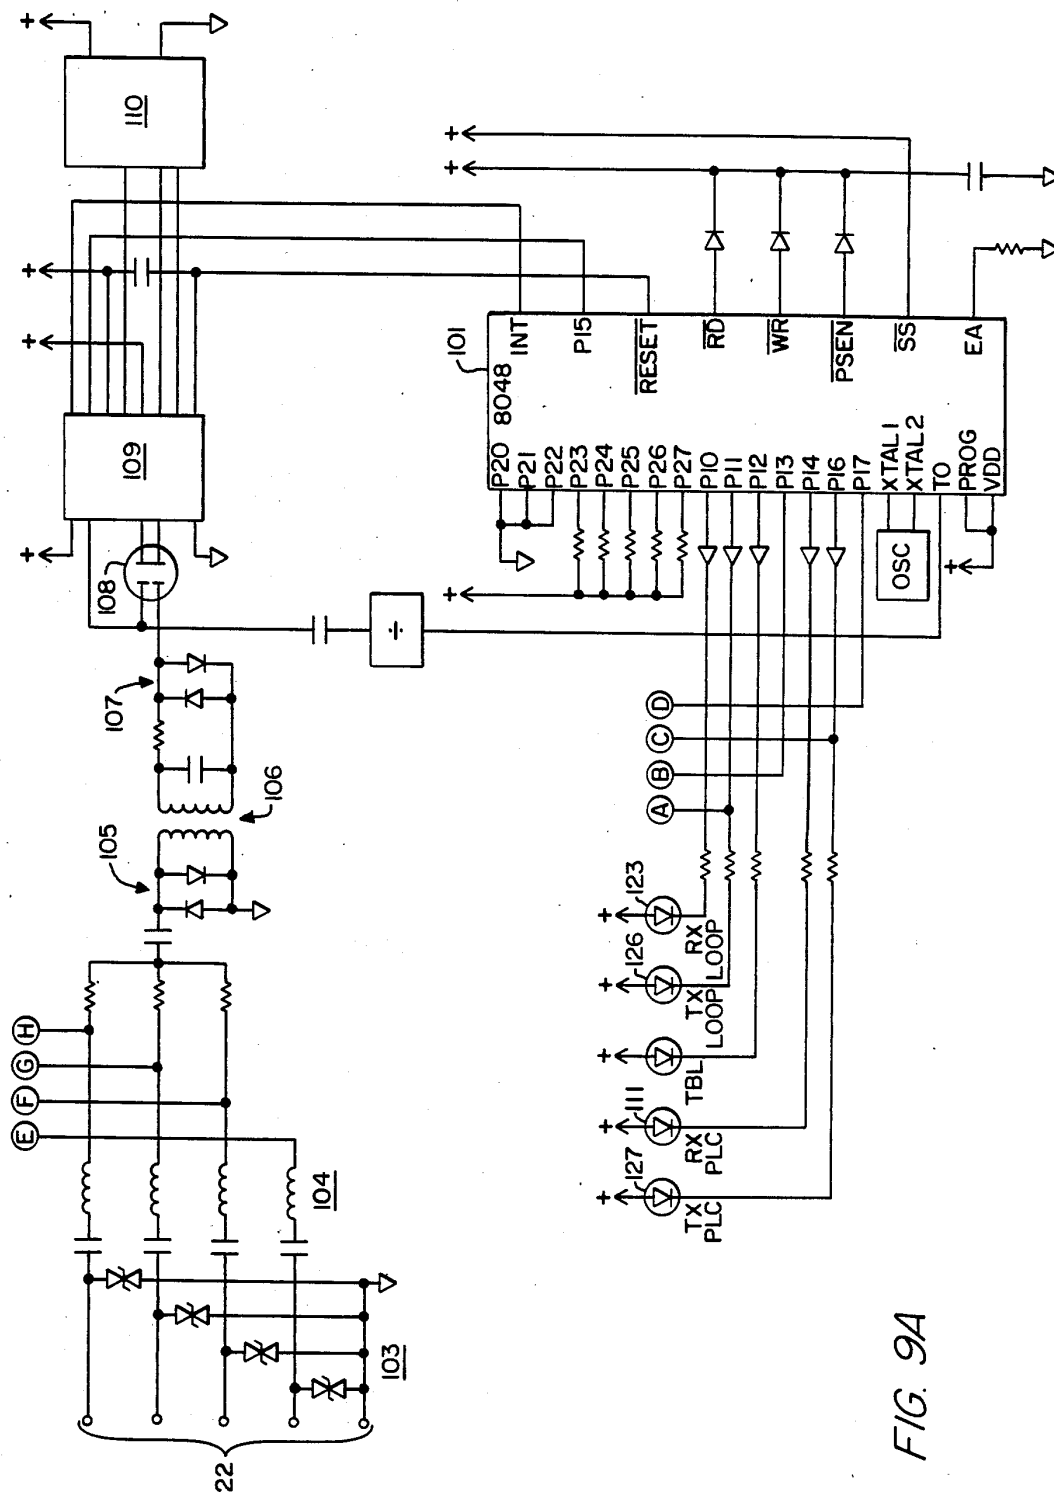 22
103
104
E
F
G
H
105
106
107
108
109
110
÷
+
+
+
+
+
+
+
+
101
8048
P20
P21
P22
P23
P24
P25
P26
P27
P10
P11
P12
P13
P14
P16
P17
XTAL1
XTAL2
TO
PROG
VDD
INT
P15
RESET
RD
WR
PSEN
SS
EA
OSC
+
A
B
C
D
+
+
+
+
+
127
TX
PLC
111
RX
PLC
TBL
126
TX
LOOP
123
RX
LOOP
FIG. 9A